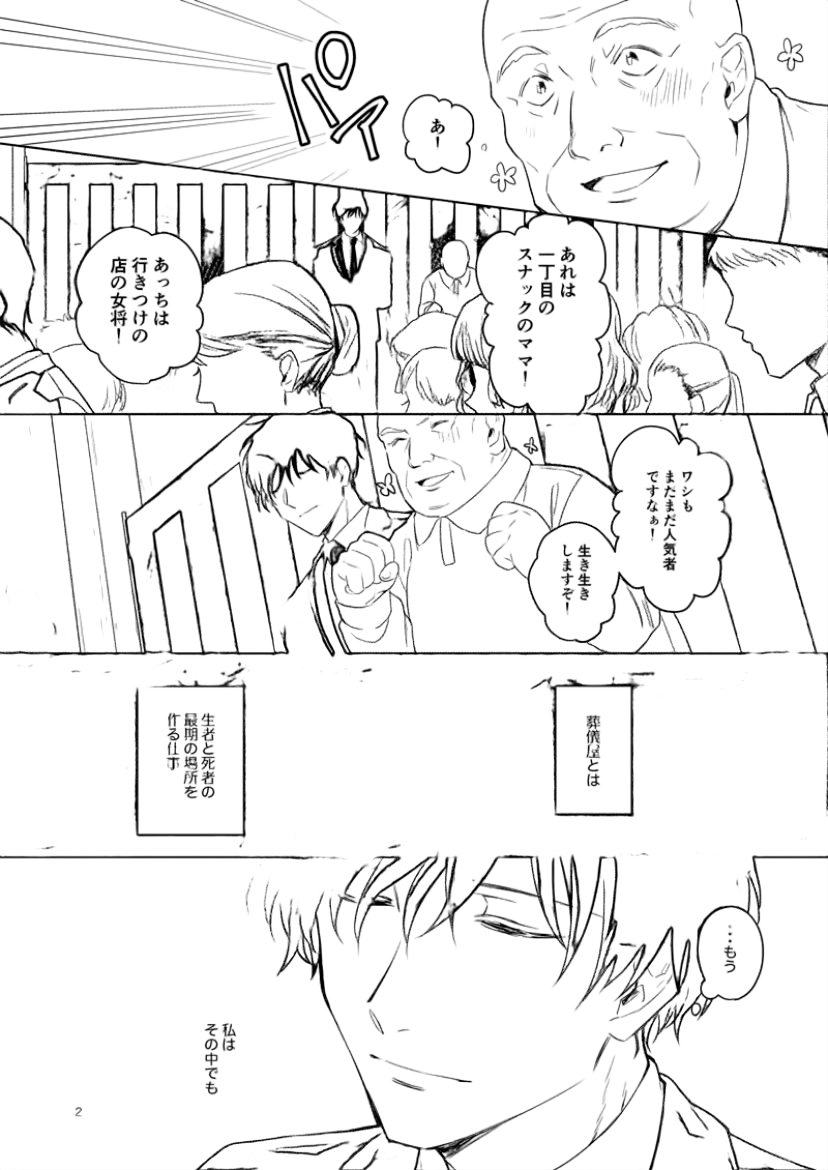 パァ
あ！
あれは
一丁目の
スナックのママ！
あっちは
行きつけの
店の女将！
ワシも
まだまだ人気者
ですなぁ！
生き生き
しますぞ！
葬儀屋とは
生者と死者の
最期の場所を
作る仕事
…もう
私は
その中でも
2